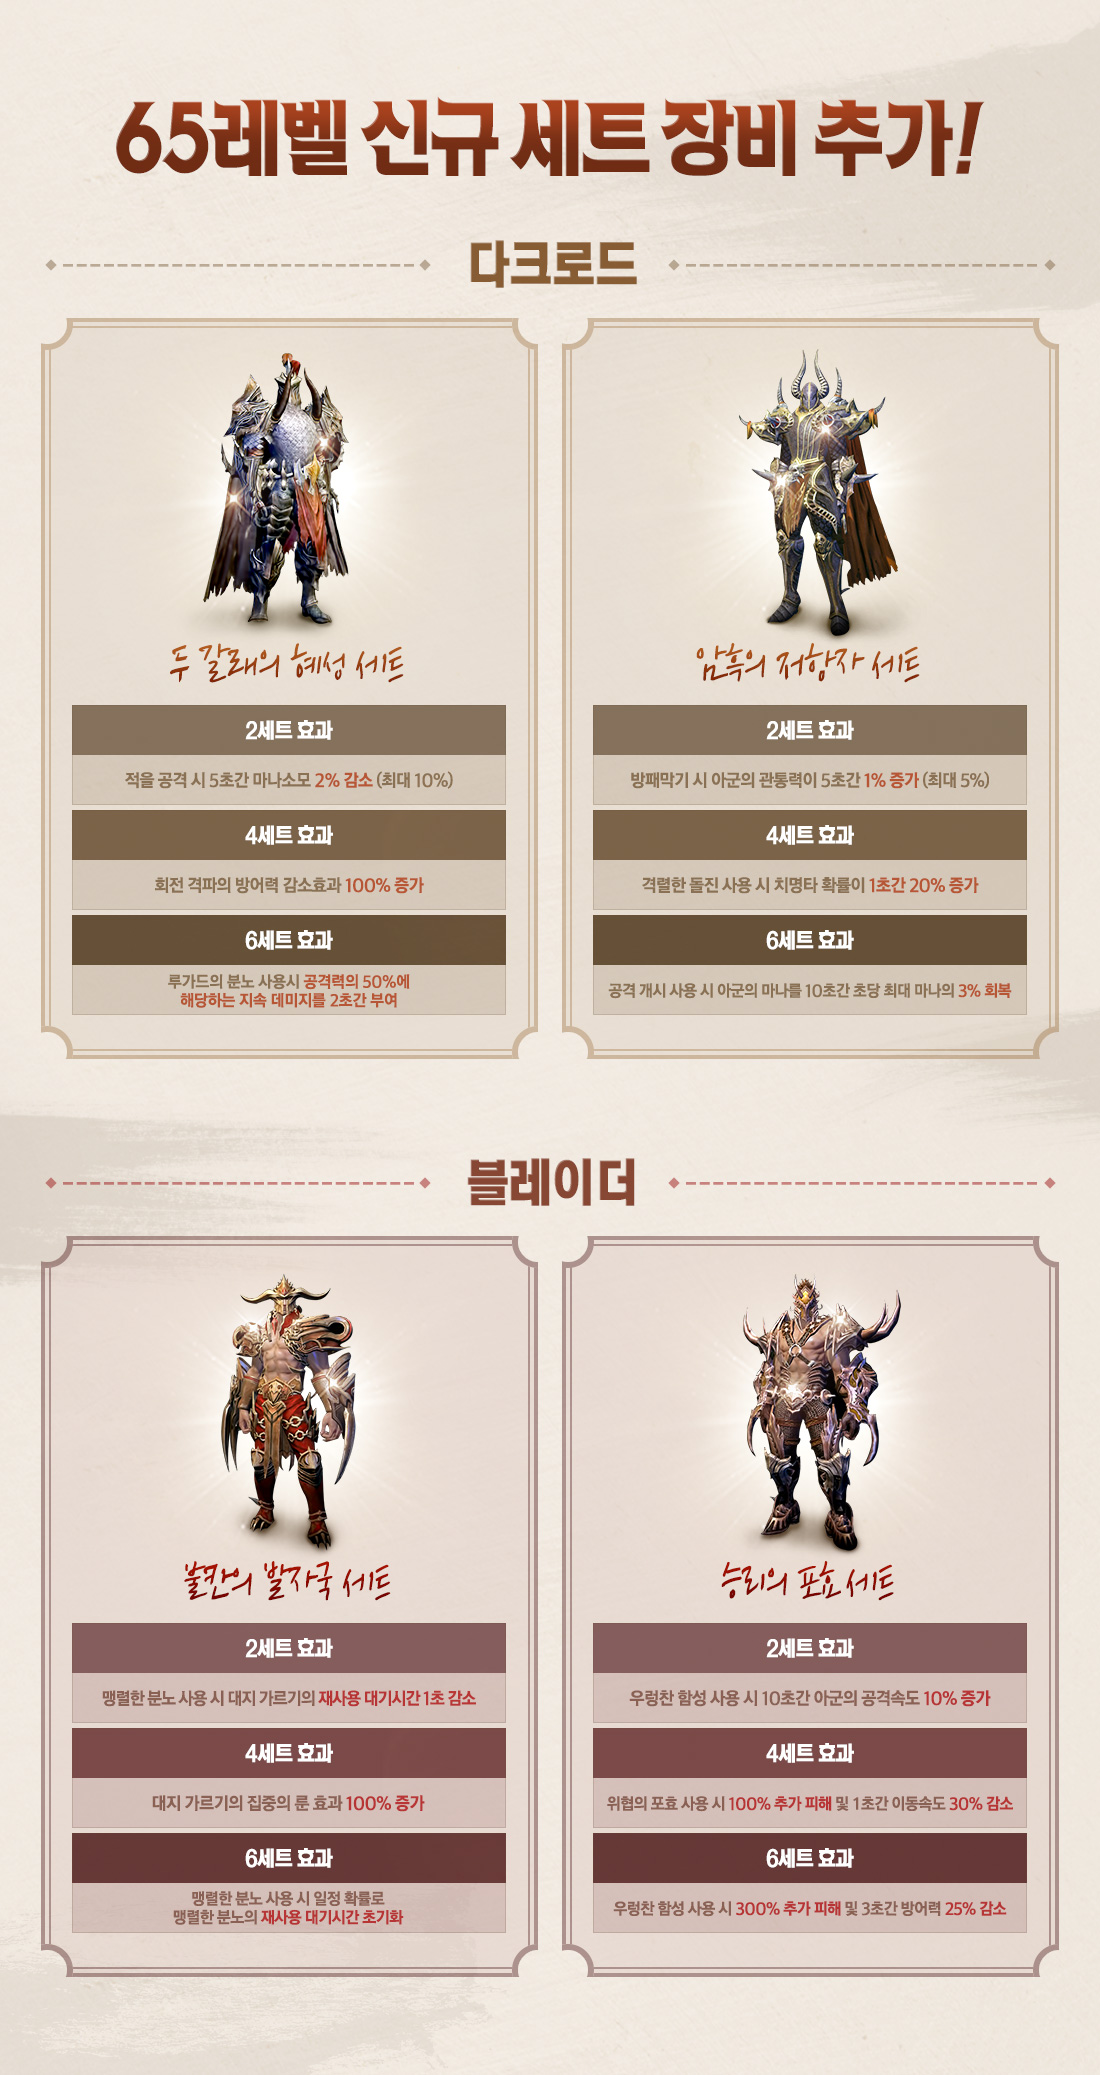 65레벨 신규 세트 장비 추가!
다크로드
두 갈래의 혜성 세트
2세트 효과
적을 공격 시 5초간 마나소모 2% 감소 (최대 10%)
4세트 효과
회전 격파의 방어력 감소효과 100% 증가
6세트 효과
루가드의 분노 사용시 공격력의 50%에
해당하는 지속 데미지를 2초간 부여
암흑의 저항자 세트
2세트 효과
방패막기 시 아군의 관통력이 5초간 1% 증가 (최대 5%)
4세트 효과
격렬한 돌진 사용 시 치명타 확률이 1초간 20% 증가
6세트 효과
공격 개시 사용 시 아군의 마나를 10초간 초당 최대 마나의 3% 회복
블레이더
불칸의 발자국 세트
2세트 효과
맹렬한 분노 사용 시 대지 가르기의 재사용 대기시간 1초 감소
4세트 효과
대지 가르기의 집중의 룬 효과 100% 증가
6세트 효과
맹렬한 분노 사용 시 일정 확률로
맹렬한 분노의 재사용 대기시간 초기화
승리의 포효 세트
2세트 효과
우렁찬 함성 사용 시 10초간 아군의 공격속도 10% 증가
4세트 효과
위협의 포효 사용 시 100% 추가 피해 및 1초간 이동속도 30% 감소
6세트 효과
우렁찬 함성 사용 시 300% 추가 피해 및 3초간 방어력 25% 감소